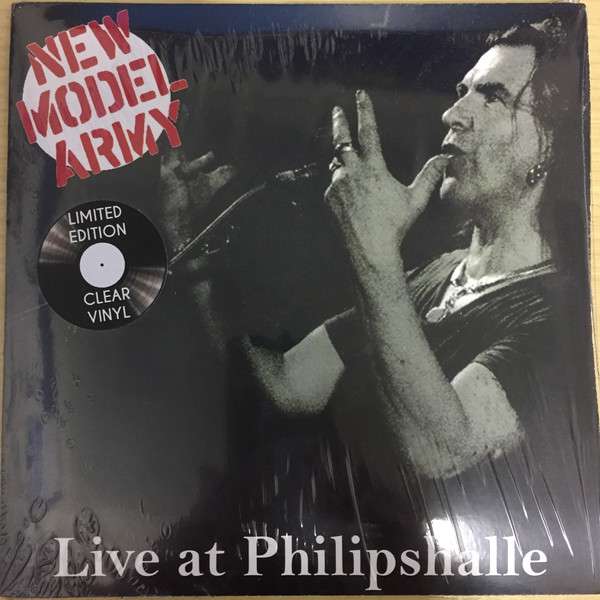 NEW
MODEL
ARMY
LIMITED
EDITION
CLEAR
VINYL
Live at Philipshalle